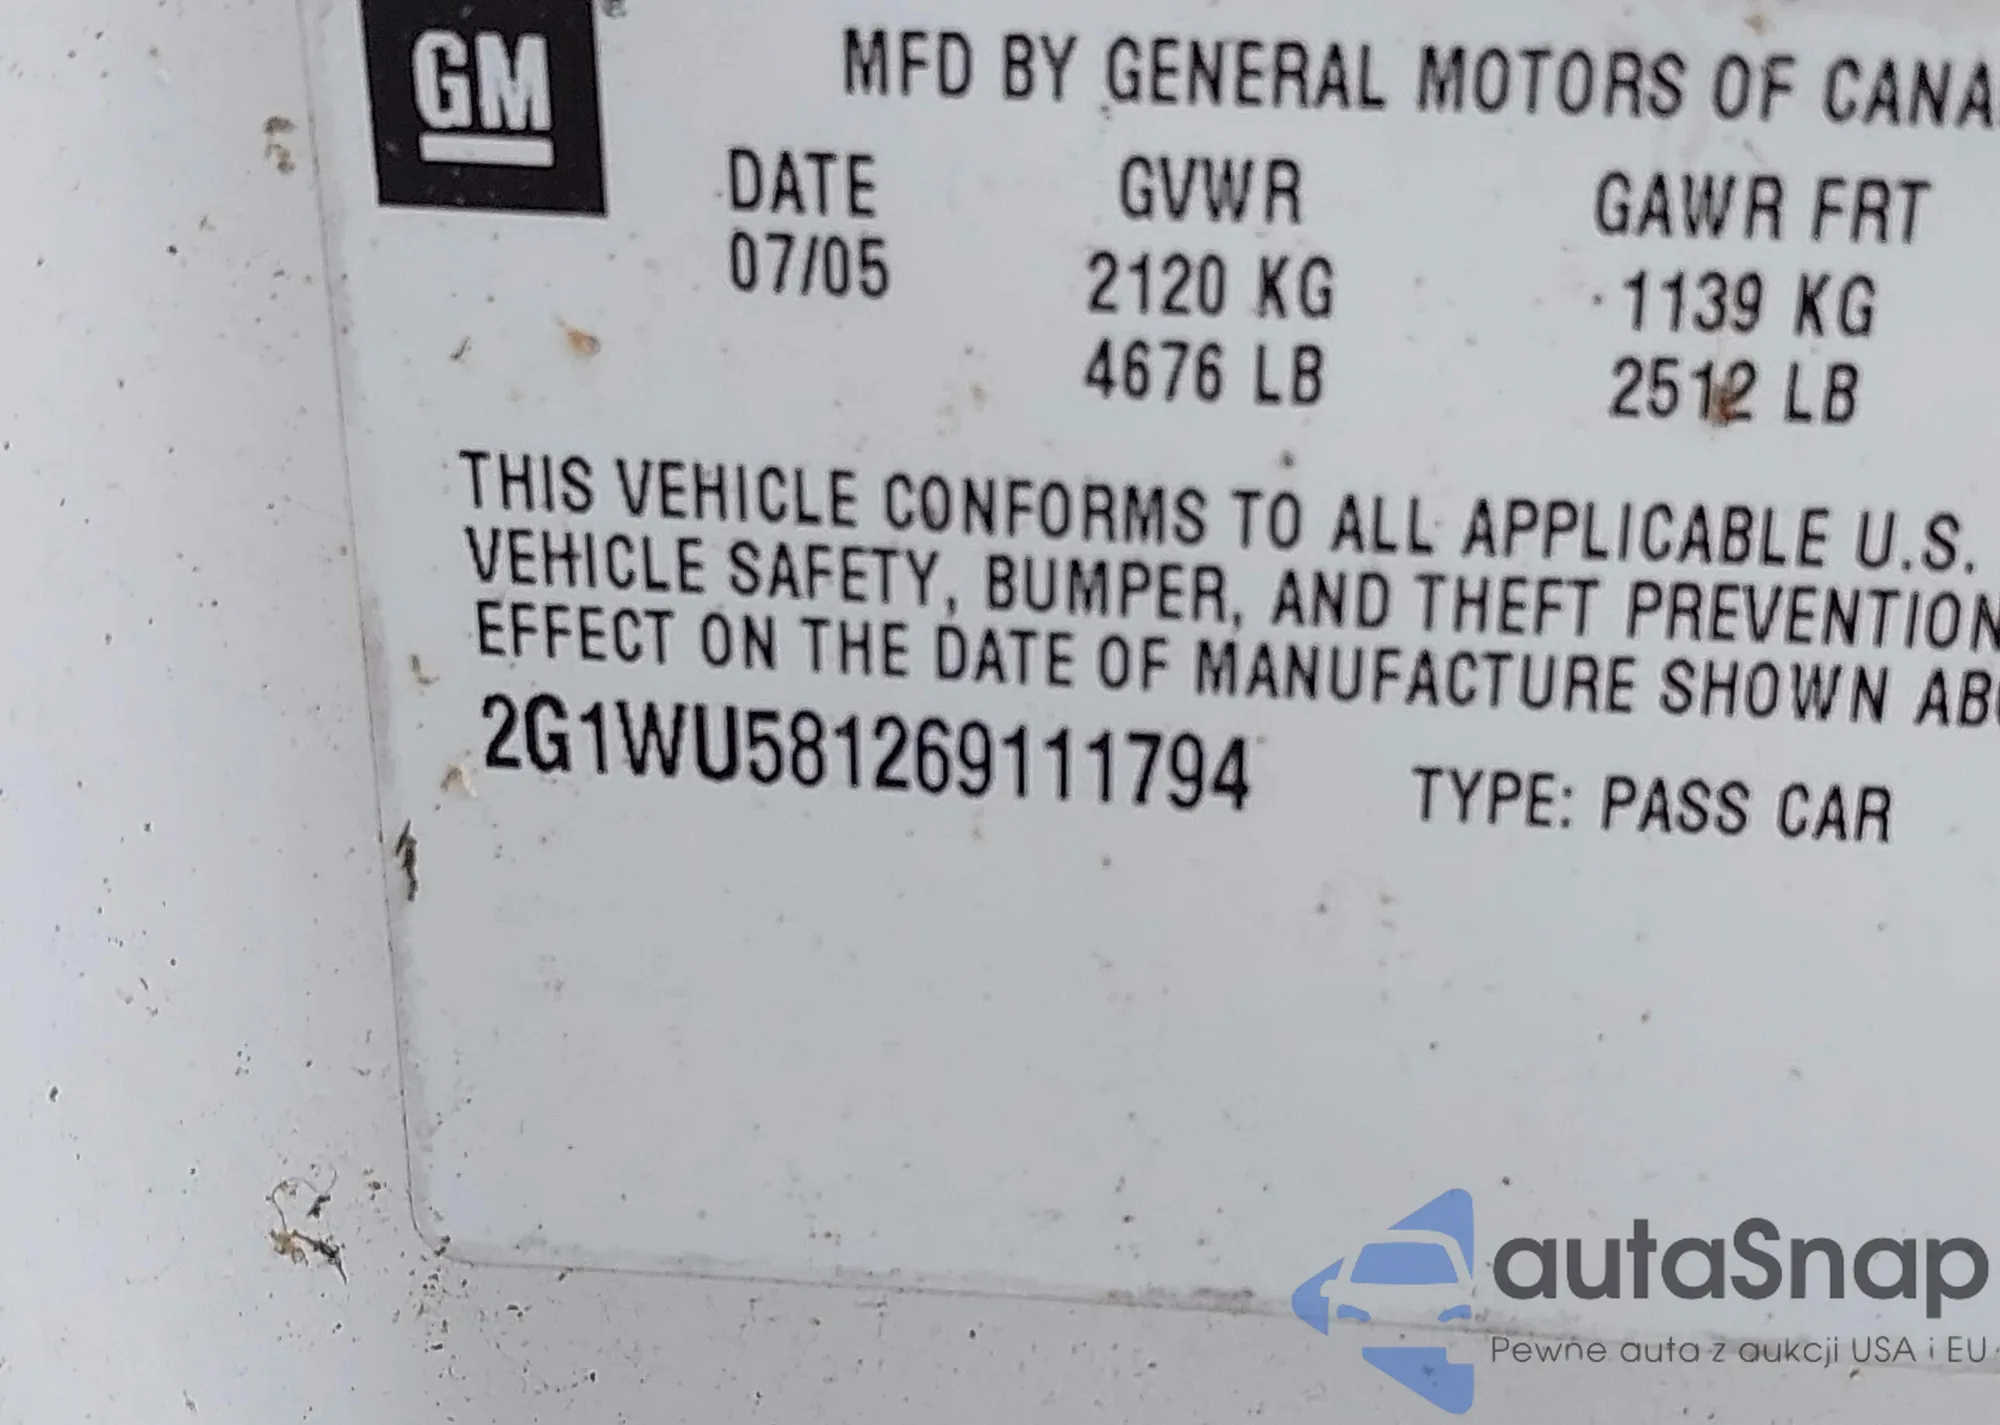 GM
MFD BY GENERAL MOTORS OF CANA
DATE GVWR GAWR FRT
07/05 2120 KG 1139 KG
4676 LB 2512 LB
THIS VEHICLE CONFORMS TO ALL APPLICABLE U.S.
VEHICLE SAFETY, BUMPER, AND THEFT PREVENTION
EFFECT ON THE DATE OF MANUFACTURE SHOWN AB
2G1WU581269111794 TYPE: PASS CAR
autaSnap
Pewne auta z aukcji USA i EU